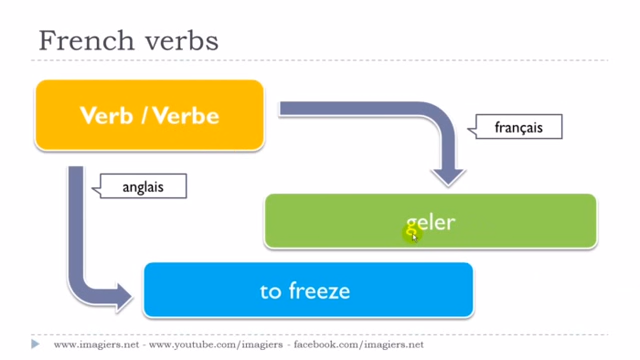 French verbs
Verb / Verbe
français
anglais
geler
to freeze
www.imagiers.net - www.youtube.com/imagiers - facebook.com/imagiers.net